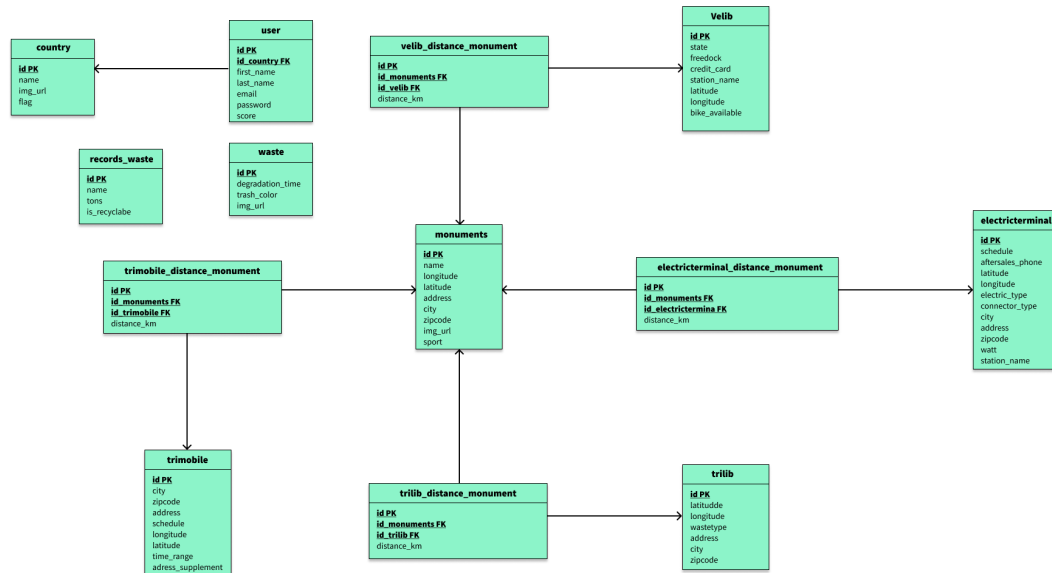 country
id PK
name
img_url
flag
user
id PK
id_country FK
first_name
last_name
email
password
score
velib_distance_monument
id PK
id_monuments FK
id_velib FK
distance_km
Velib
id PK
state
freedock
credit_card
station_name
latitude
longitude
bike_available
records_waste
id PK
name
tons
is_recyclabe
waste
id PK
degradation_time
trash_color
img_url
monuments
id PK
name
longitude
latitude
address
city
zipcode
img_url
sport
electricterminal
id PK
schedule
aftersales_phone
latitude
longitude
electric_type
connector_type
city
address
zipcode
watt
station_name
trimobile_distance_monument
id PK
id_monuments FK
id_trimobile FK
distance_km
electricterminal_distance_monument
id PK
id_monuments FK
id_electrictermina FK
distance_km
trimobile
id PK
city
zipcode
address
schedule
longitude
latitude
time_range
adress_supplement
trilib_distance_monument
id PK
id_monuments FK
id_trilib FK
distance_km
trilib
id PK
latitudde
longitude
wastetype
address
city
zipcode